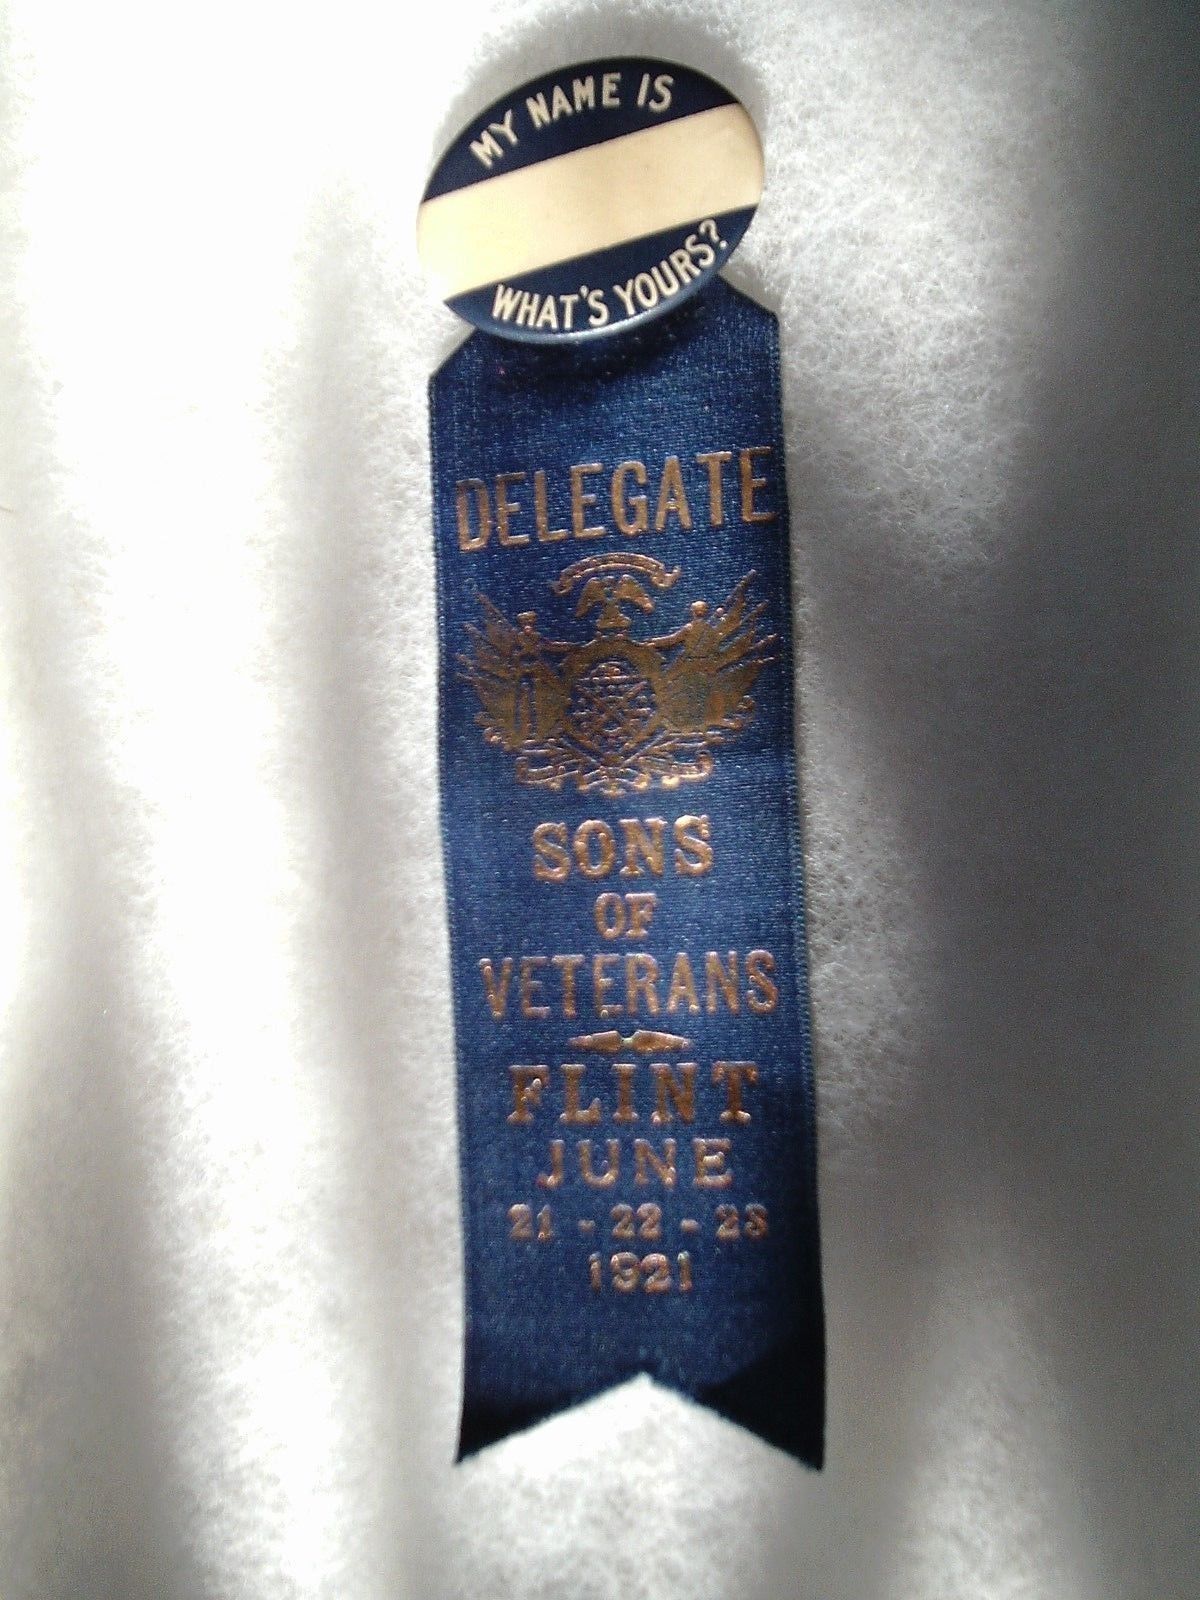 MY NAME IS
WHAT'S YOURS?
DELEGATE
SONS
OF
VETERANS
FLINT
JUNE
21 - 22 - 23
1921